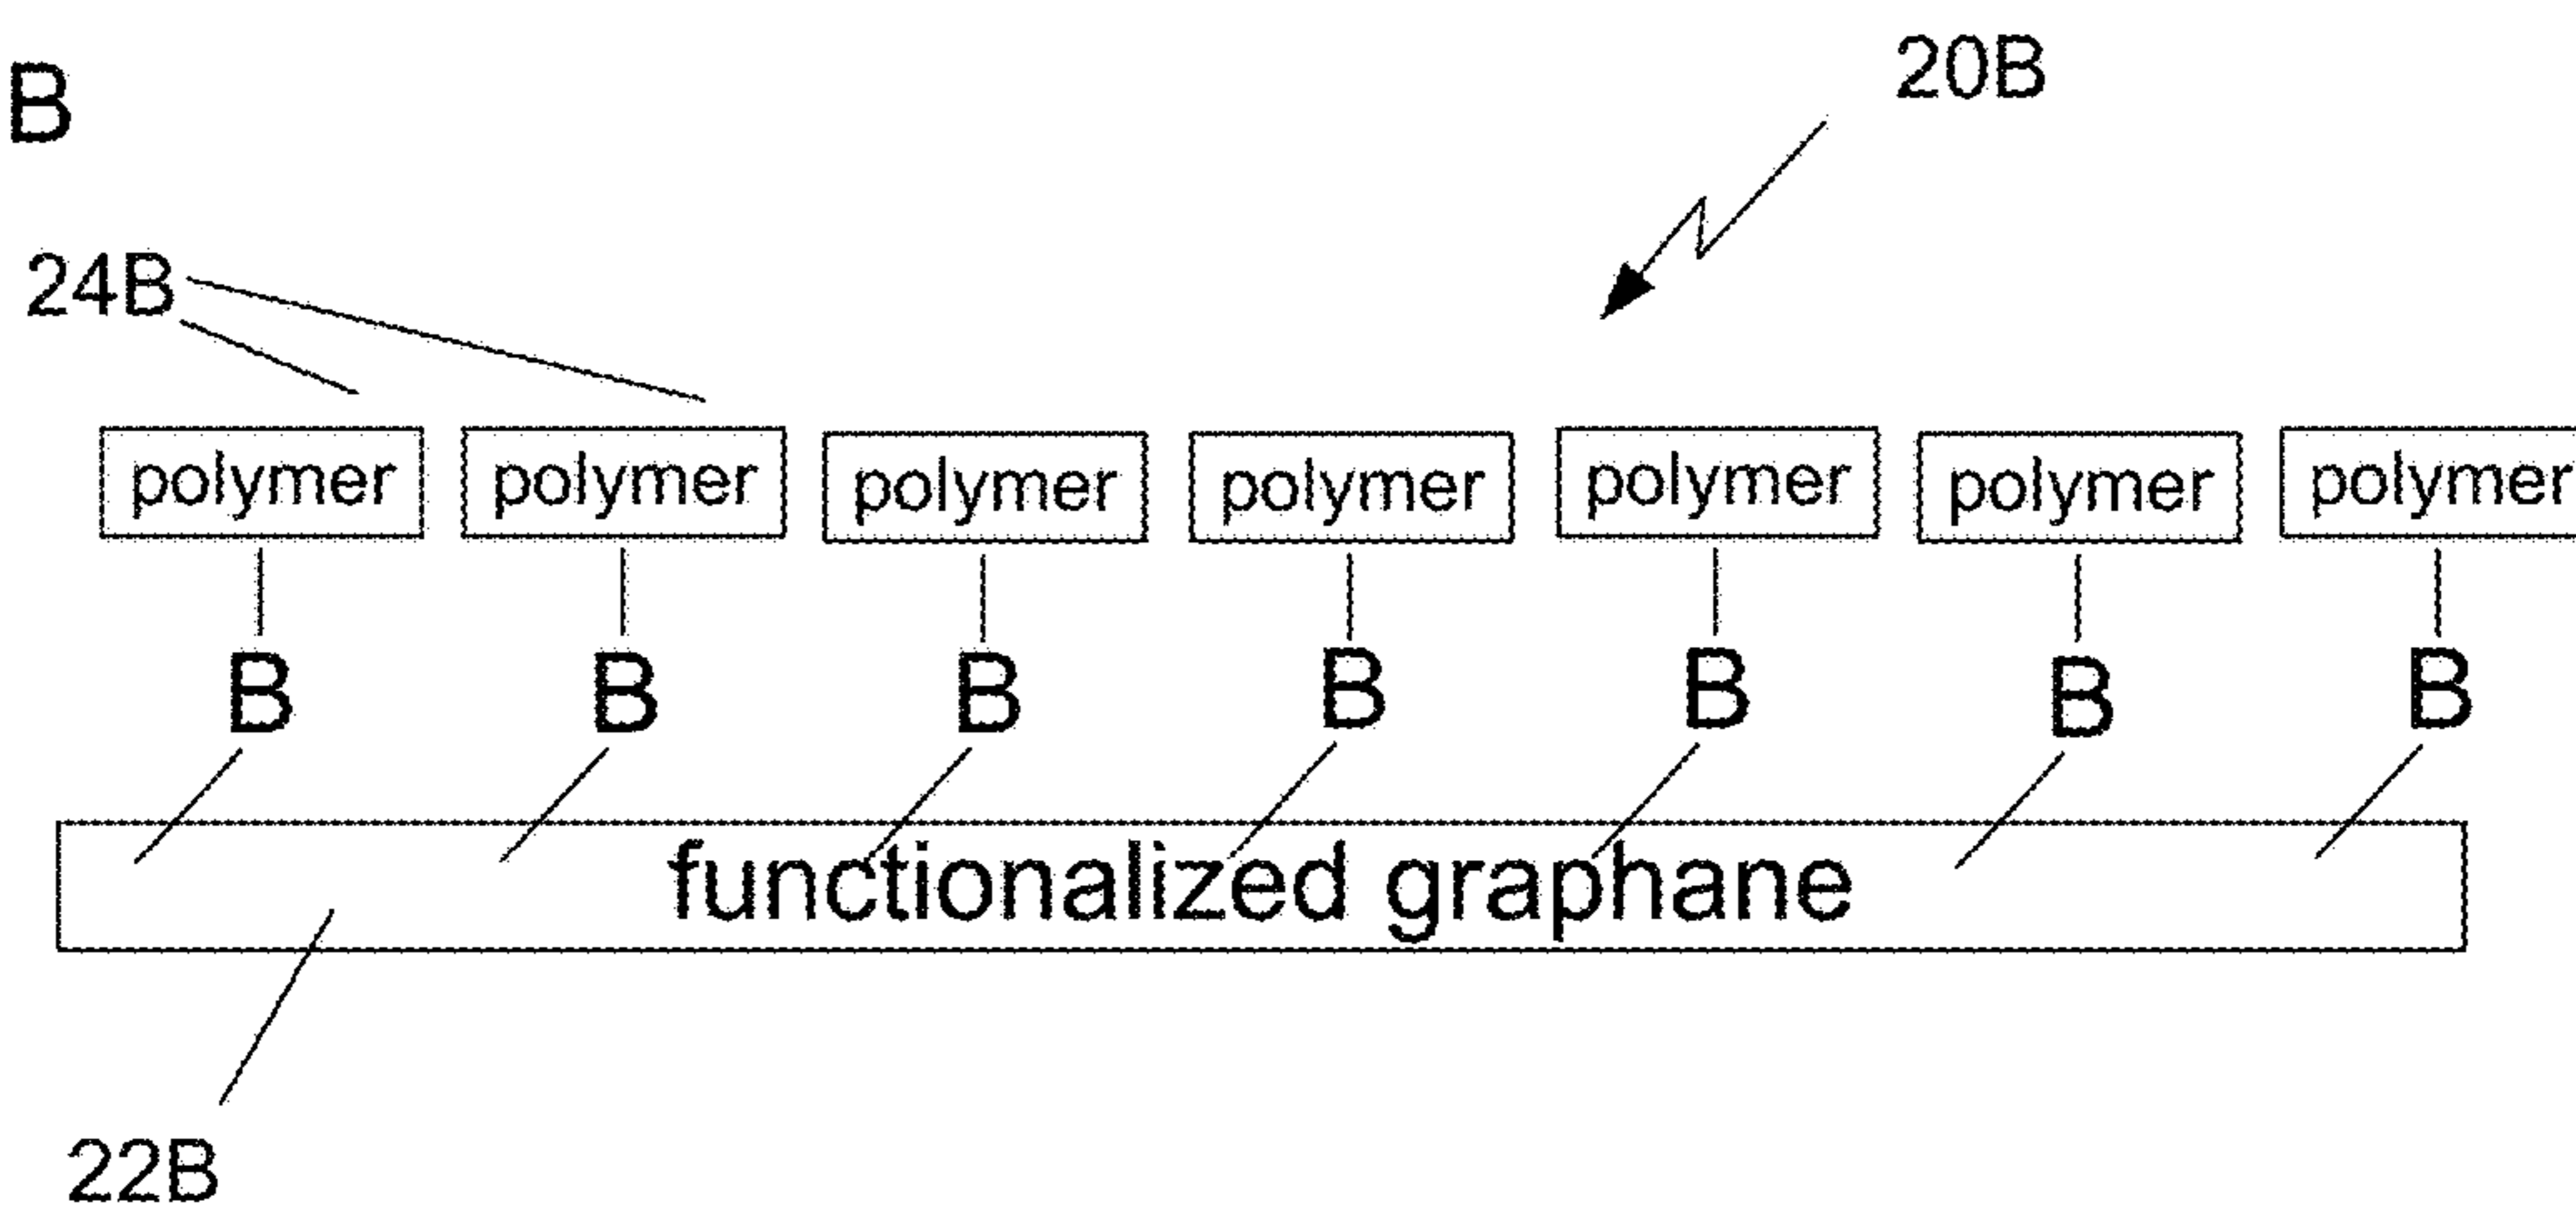 B
20B
24B
polymer polymer polymer polymer polymer polymer polymer
B B B B B B B
functionalized graphane
22B